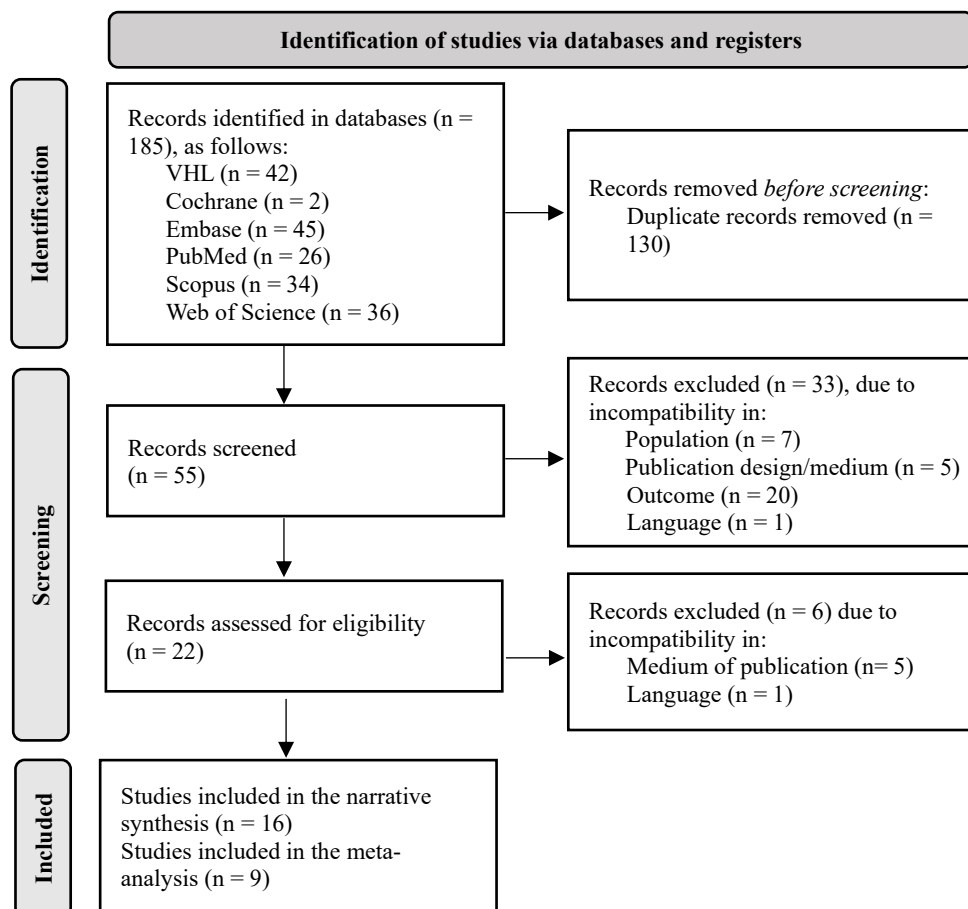 Identification of studies via databases and registers
Identification
Records identified in databases (n =
185), as follows:
VHL (n = 42)
Cochrane (n = 2)
Embase (n = 45)
PubMed (n = 26)
Scopus (n = 34)
Web of Science (n = 36)
Records removed before screening:
Duplicate records removed (n =
130)
Screening
Records screened
(n = 55)
Records excluded (n = 33), due to
incompatibility in:
Population (n = 7)
Publication design/medium (n = 5)
Outcome (n = 20)
Language (n = 1)
Records assessed for eligibility
(n = 22)
Records excluded (n = 6) due to
incompatibility in:
Medium of publication (n= 5)
Language (n = 1)
Included
Studies included in the narrative
synthesis (n = 16)
Studies included in the meta-
analysis (n = 9)